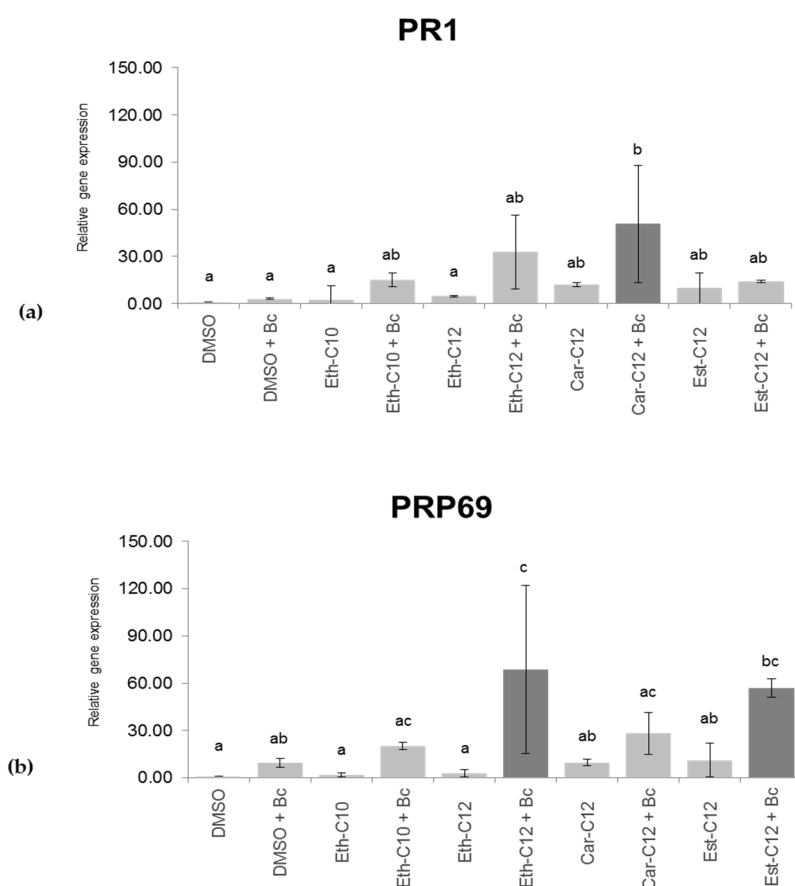 PR1
150.00
120.00
90.00
60.00
30.00
0.00
Relative gene expression
a
a
a
ab
a
ab
ab
b
ab
ab
(a)
DMSO
DMSO + Bc
Eth-C10
Eth-C10 + Bc
Eth-C12
Eth-C12 + Bc
Car-C12
Car-C12 + Bc
Est-C12
Est-C12 + Bc
PRP69
150.00
120.00
90.00
60.00
30.00
0.00
Relative gene expression
a
ab
a
ac
a
c
ab
ac
ab
bc
(b)
DMSO
DMSO + Bc
Eth-C10
Eth-C10 + Bc
Eth-C12
Eth-C12 + Bc
Car-C12
Car-C12 + Bc
Est-C12
Est-C12 + Bc